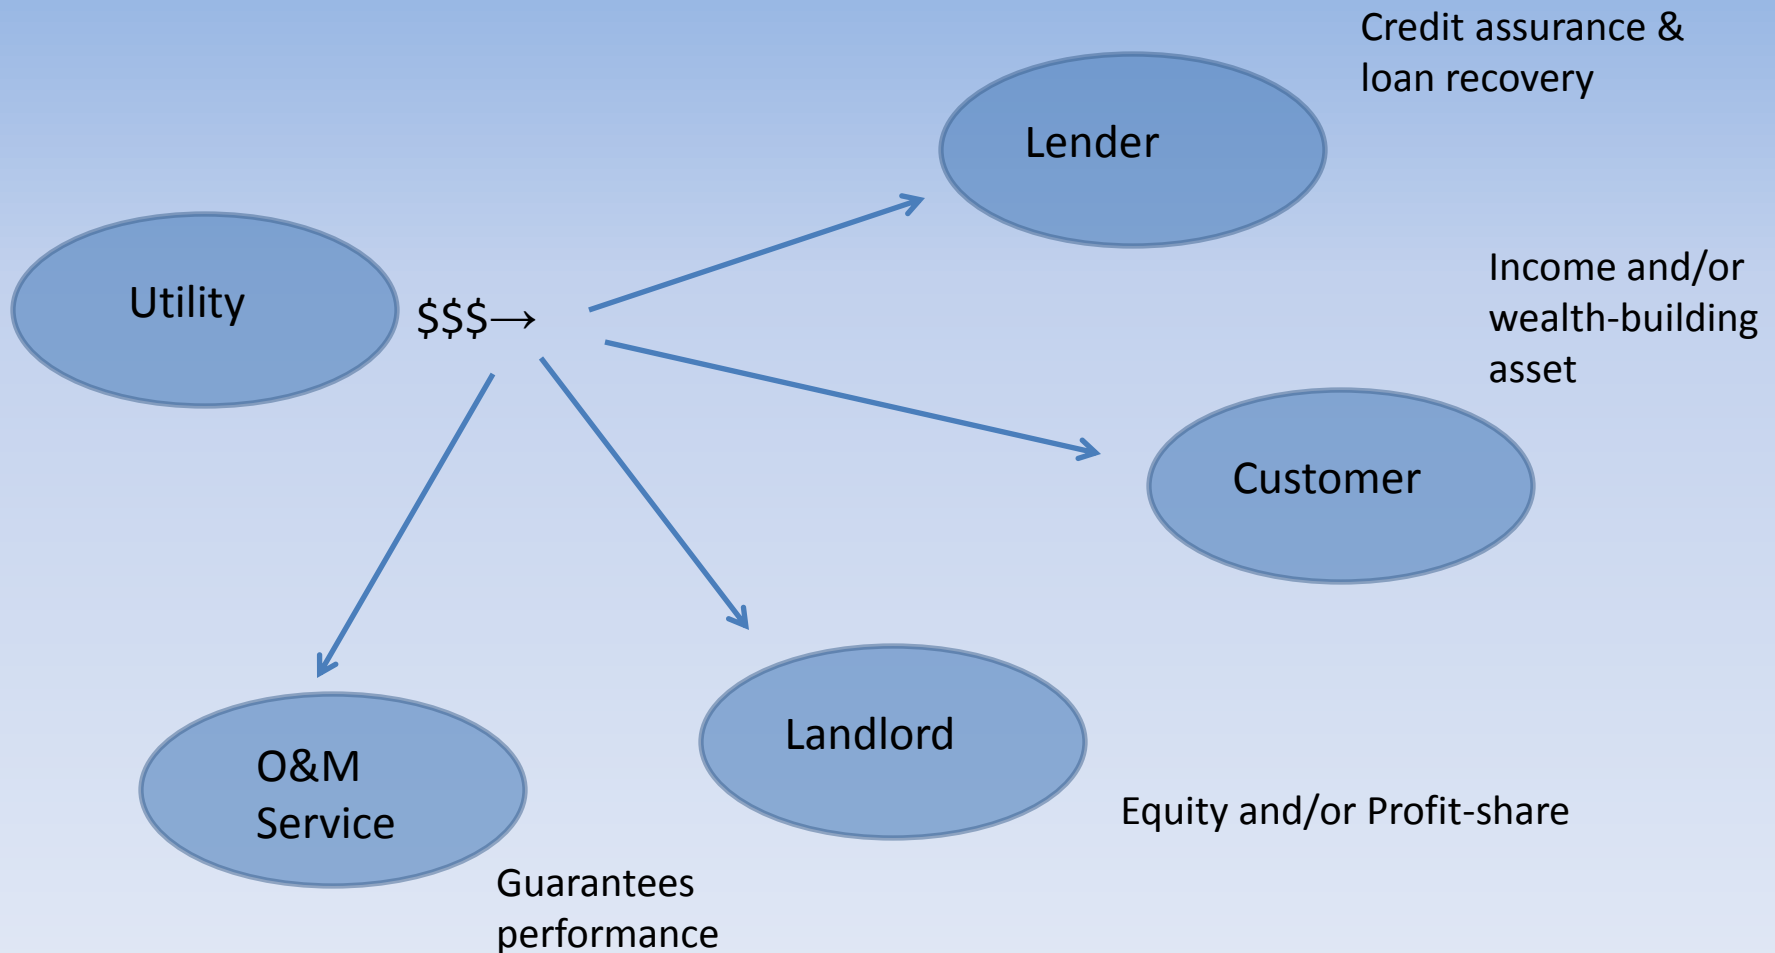 Credit assurance &
loan recovery
Lender
Utility
$$$→
Income and/or
wealth-building
asset
Customer
Landlord
O&M
Service
Equity and/or Profit-share
Guarantees
performance